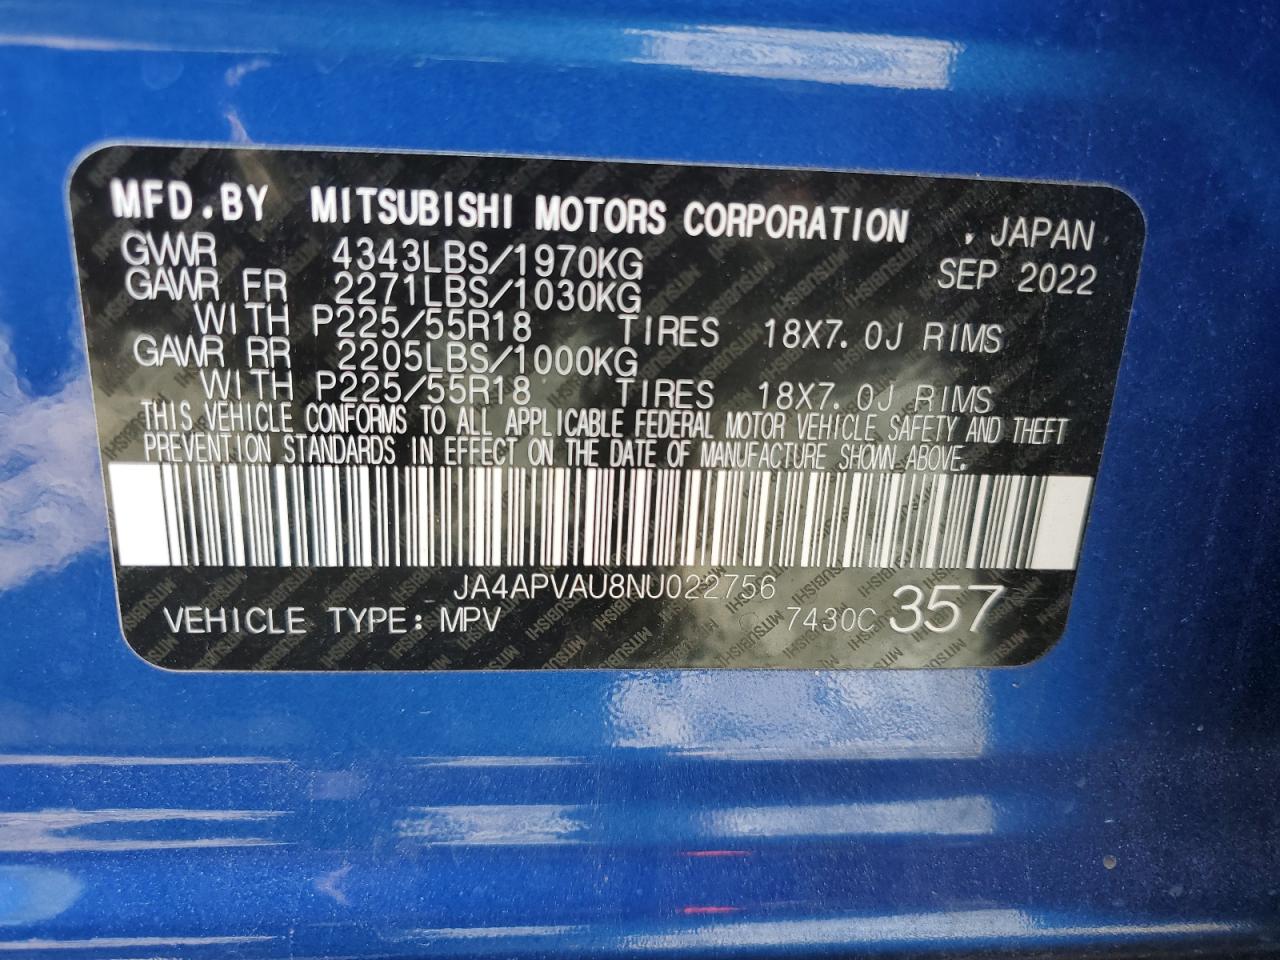 MFD.BY MITSUBISHI MOTORS CORPORATION , JAPAN
GVWR 4343LBS/1970KG SEP 2022
GAWR FR 2271LBS/1030KG
WITH P225/55R18 TIRES 18X7.0J RIMS
GAWR RR 2205LBS/1000KG
WITH P225/55R18 TIRES 18X7.0J RIMS
THIS VEHICLE CONFORMS TO ALL APPLICABLE FEDERAL MOTOR VEHICLE SAFETY AND THEFT
PREVENTION STANDARDS IN EFFECT ON THE DATE OF MANUFACTURE SHOWN ABOVE.
JA4APVAU8NU022756
VEHICLE TYPE: MPV 7430C 357